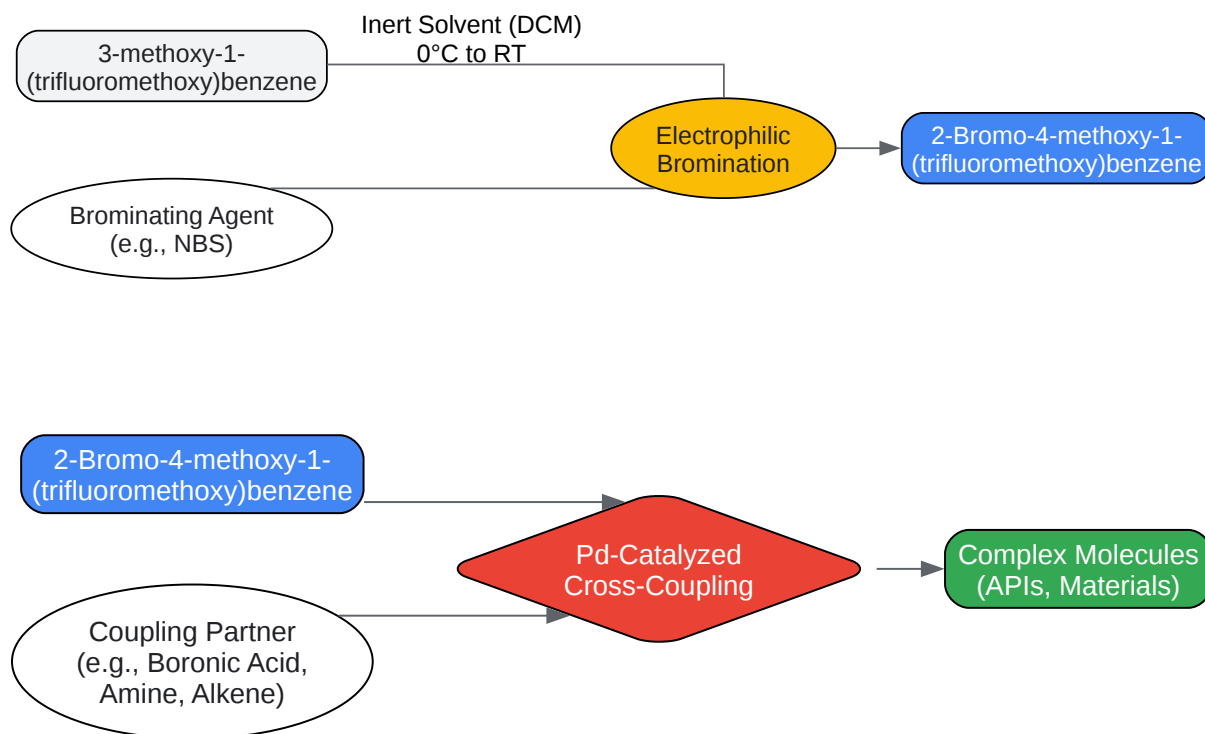 3-methoxy-1-
(trifluoromethoxy)benzene
Inert Solvent (DCM)
0°C to RT
Electrophilic
Bromination
2-Bromo-4-methoxy-1-
(trifluoromethoxy)benzene
Brominating Agent
(e.g., NBS)
2-Bromo-4-methoxy-1-
(trifluoromethoxy)benzene
Pd-Catalyzed
Cross-Coupling
Complex Molecules
(APIs, Materials)
Coupling Partner
(e.g., Boronic Acid,
Amine, Alkene)